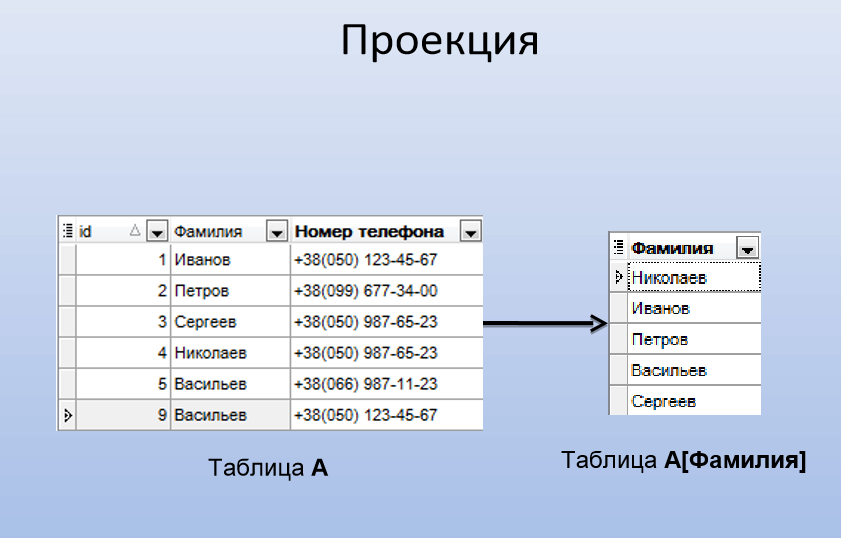 Проекция
id Фамилия Номер телефона
1 Иванов +38(050) 123-45-67
2 Петров +38(099) 677-34-00
3 Сергеев +38(050) 987-65-23
4 Николаев +38(050) 987-65-23
5 Васильев +38(066) 987-11-23
9 Васильев +38(050) 123-45-67
Таблица A
Фамилия
Николаев
Иванов
Петров
Васильев
Сергеев
Таблица A[Фамилия]